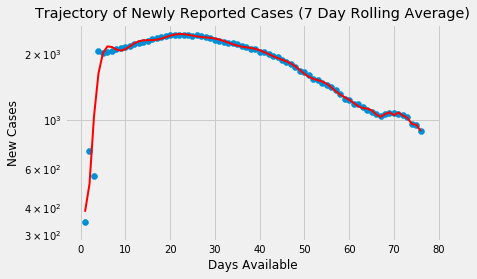 Trajectory of Newly Reported Cases (7 Day Rolling Average)
New Cases
2 × 10³
10³
6 × 10²
4 × 10²
3 × 10²
0 10 20 30 40 50 60 70 80
Days Available